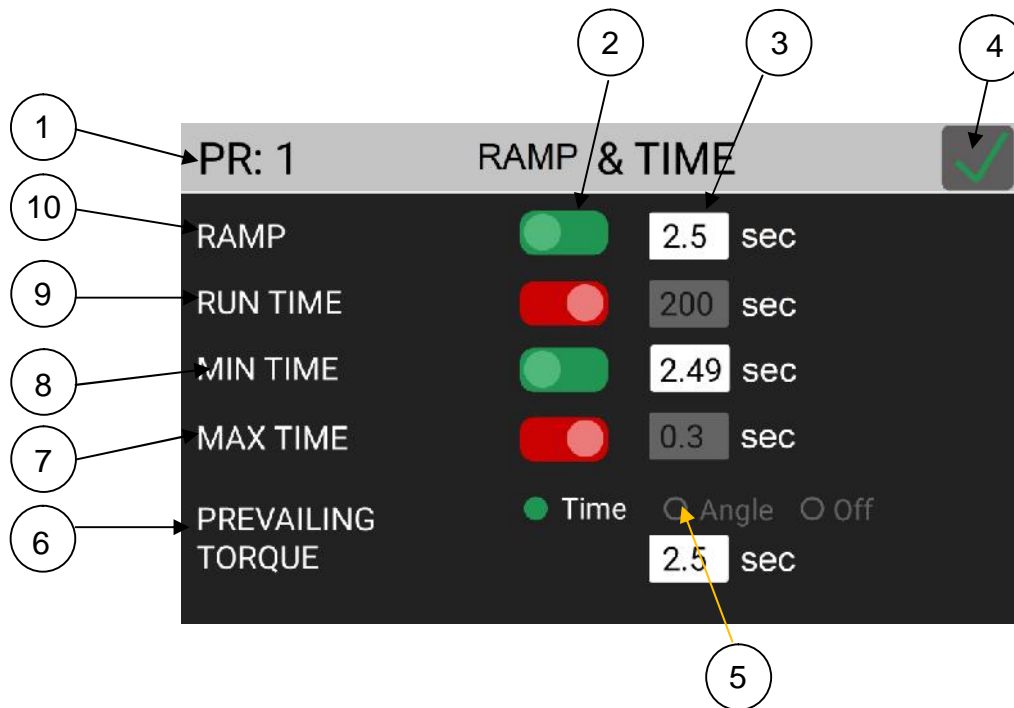 2
3
4
1
PR: 1 RAMP & TIME
10
RAMP 2.5 sec
9
RUN TIME 200 sec
8
MIN TIME 2.49 sec
7
MAX TIME 0.3 sec
6
PREVAILING TORQUE
Time Angle Off
2.5 sec
5